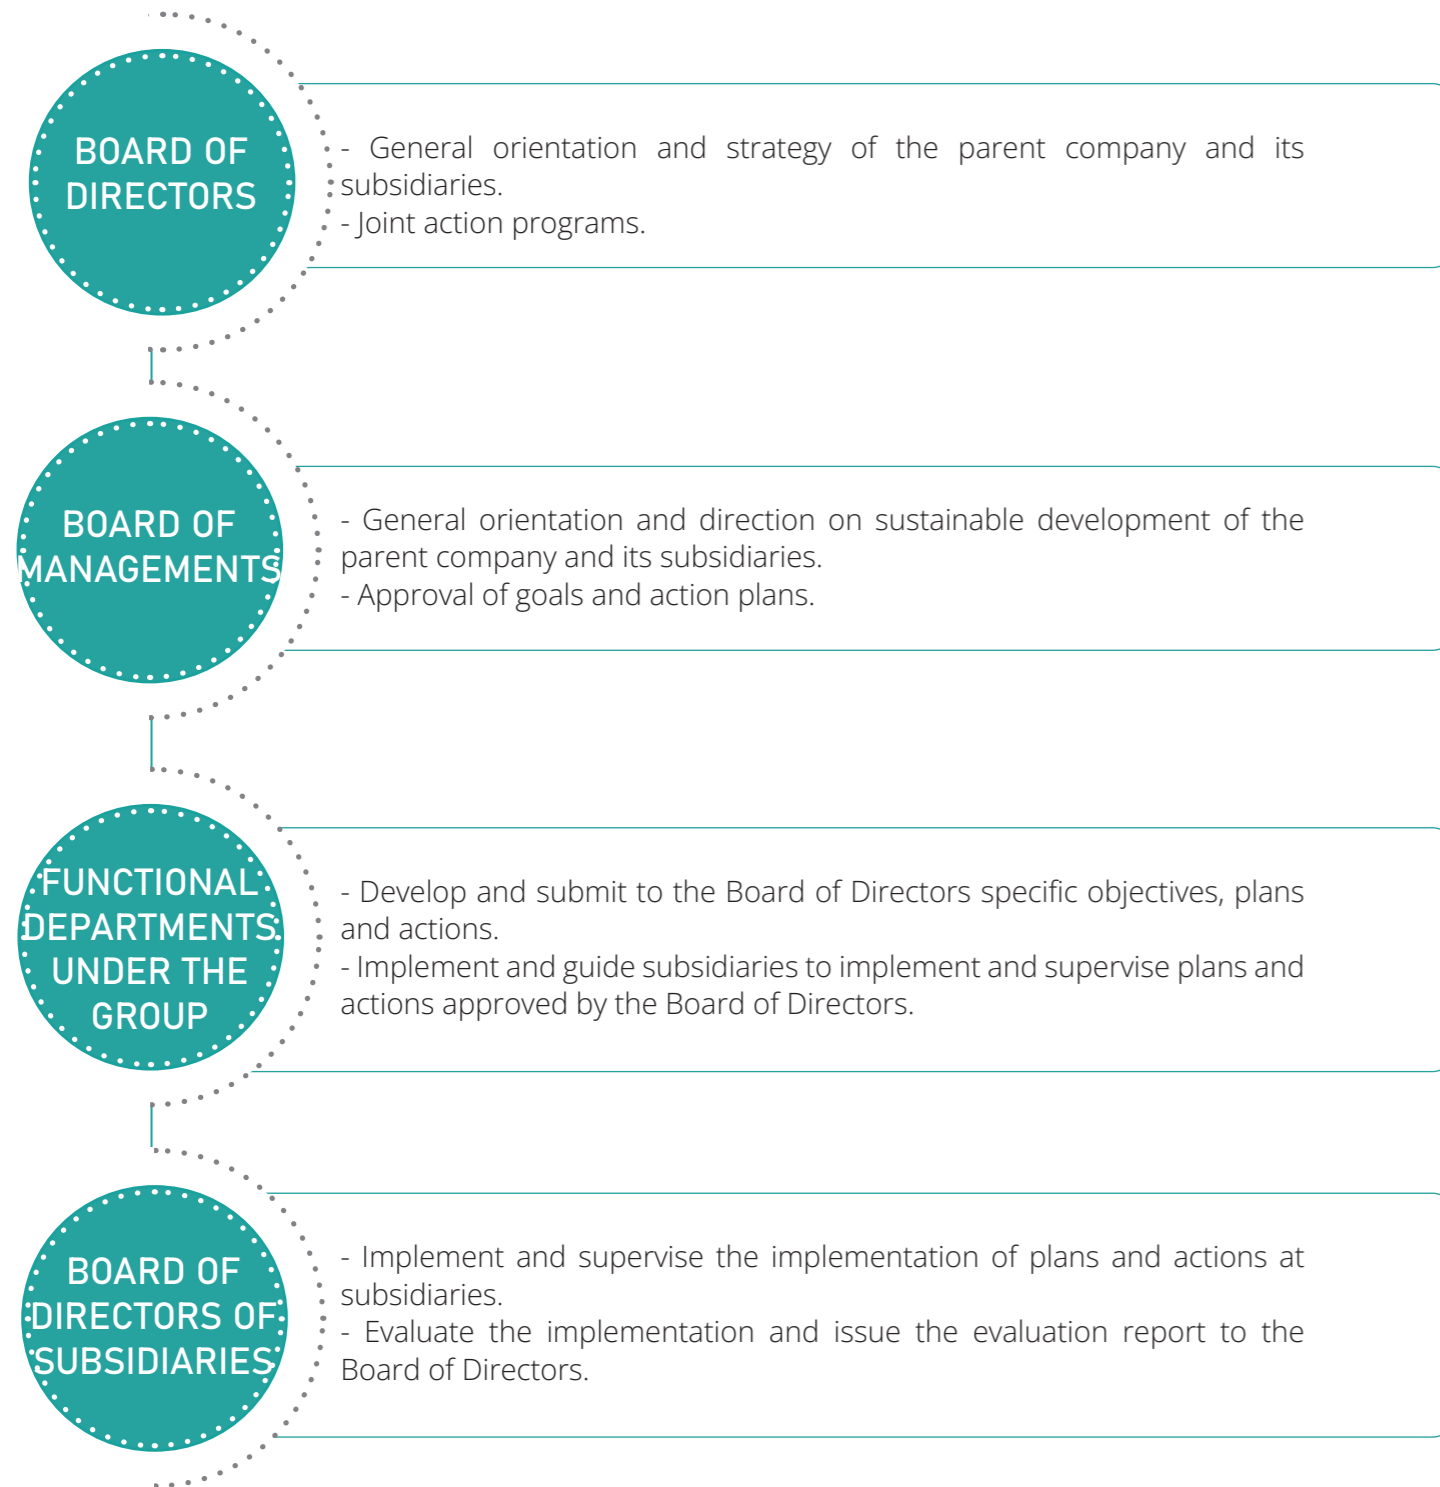 BOARD OF
DIRECTORS
- General orientation and strategy of the parent company and its
subsidiaries.
- Joint action programs.
BOARD OF
MANAGEMENTS
- General orientation and direction on sustainable development of the
parent company and its subsidiaries.
- Approval of goals and action plans.
FUNCTIONAL
DEPARTMENTS
UNDER THE
GROUP
- Develop and submit to the Board of Directors specific objectives, plans
and actions.
- Implement and guide subsidiaries to implement and supervise plans and
actions approved by the Board of Directors.
BOARD OF
DIRECTORS OF
SUBSIDIARIES
- Implement and supervise the implementation of plans and actions at
subsidiaries.
- Evaluate the implementation and issue the evaluation report to the
Board of Directors.